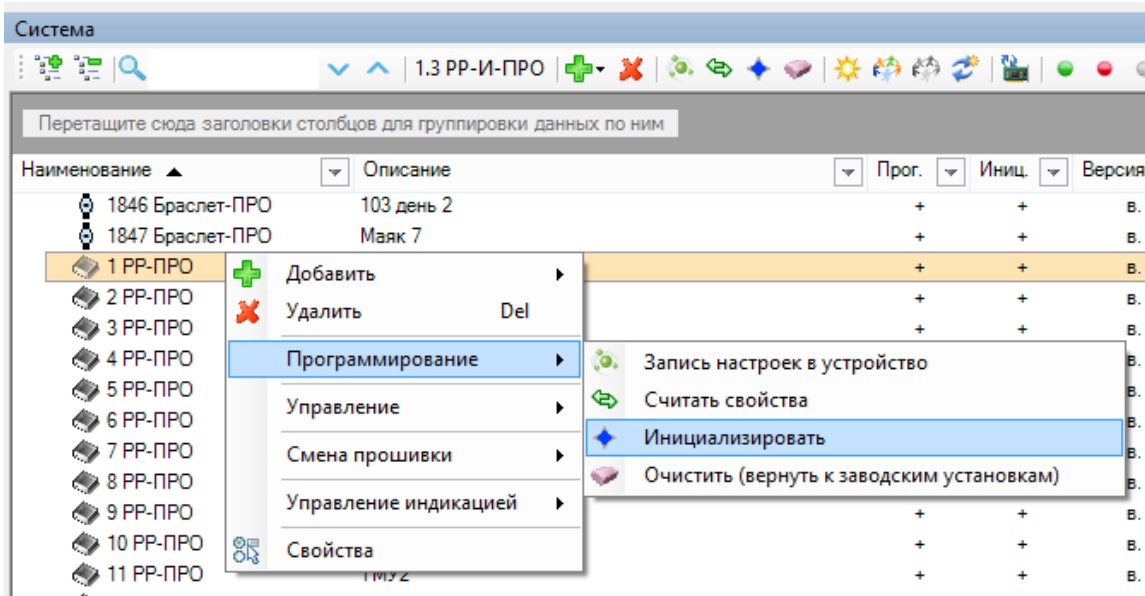 Система
1.3 РР-И-ПРО
Перетащите сюда заголовки столбцов для группировки данных по ним
Наименование Описание Прог. Иниц. Версия
1846 Браслет-ПРО 103 день 2 + + в.
1847 Браслет-ПРО Маяк 7 + + в.
1 РР-ПРО + + в.
2 РР-ПРО + + в.
3 РР-ПРО + + в.
4 РР-ПРО в.
5 РР-ПРО в.
6 РР-ПРО в.
7 РР-ПРО в.
8 РР-ПРО в.
9 РР-ПРО + + в.
10 РР-ПРО + + в.
11 РР-ПРО + + в.
Добавить
Удалить Del
Программирование
Управление
Смена прошивки
Управление индикацией
Свойства
Запись настроек в устройство
Считать свойства
Инициализировать
Очистить (вернуть к заводским установкам)